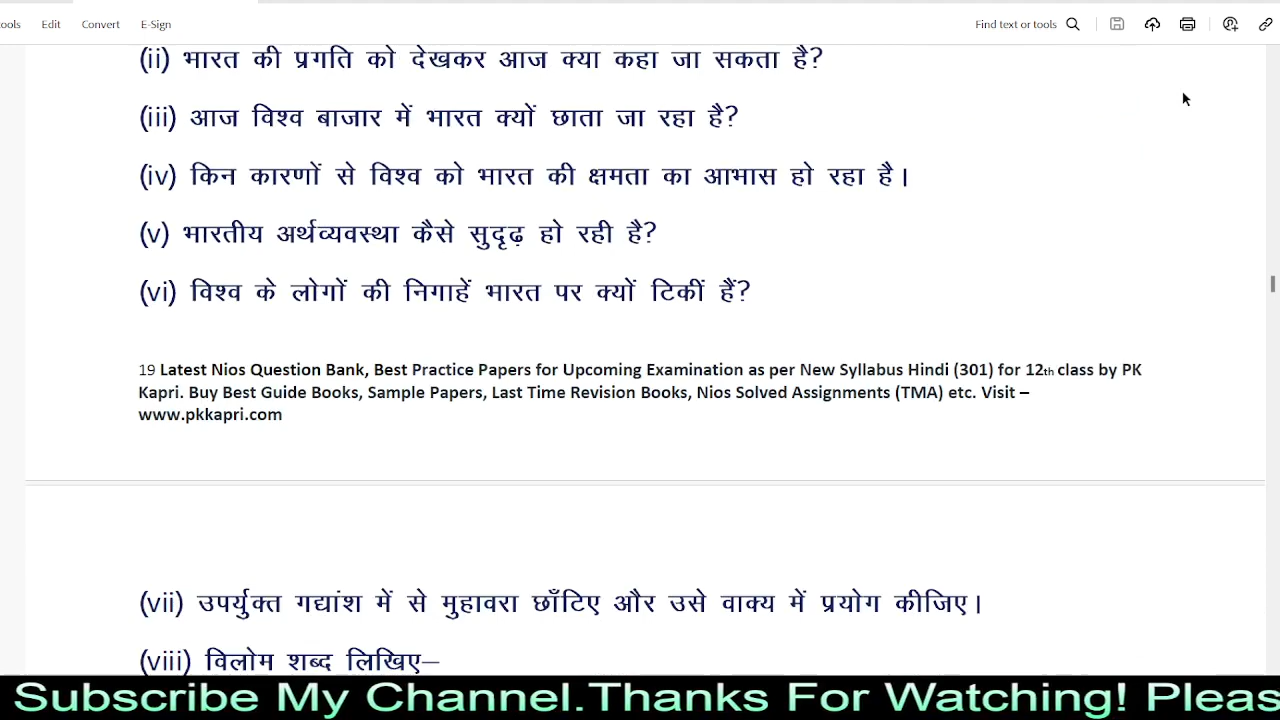 ools Edit Convert E-Sign Find text or tools
(ii) भारत की प्रगति को देखकर आज क्या कहा जा सकता है?
(iii) आज विश्व बाजार में भारत क्यों छाता जा रहा है?
(iv) किन कारणों से विश्व को भारत की क्षमता का आभास हो रहा है।
(v) भारतीय अर्थव्यवस्था कैसे सुदृढ़ हो रही है?
(vi) विश्व के लोगों की निगाहें भारत पर क्यों टिकीं हैं?
19 Latest Nios Question Bank, Best Practice Papers for Upcoming Examination as per New Syllabus Hindi (301) for 12th class by PK
Kapri. Buy Best Guide Books, Sample Papers, Last Time Revision Books, Nios Solved Assignments (TMA) etc. Visit –
www.pkkapri.com
(vii) उपर्युक्त गद्यांश में से मुहावरा छाँटिए और उसे वाक्य में प्रयोग कीजिए।
(viii) विलोम शब्द लिखिए–
Subscribe My Channel.Thanks For Watching! Pleas